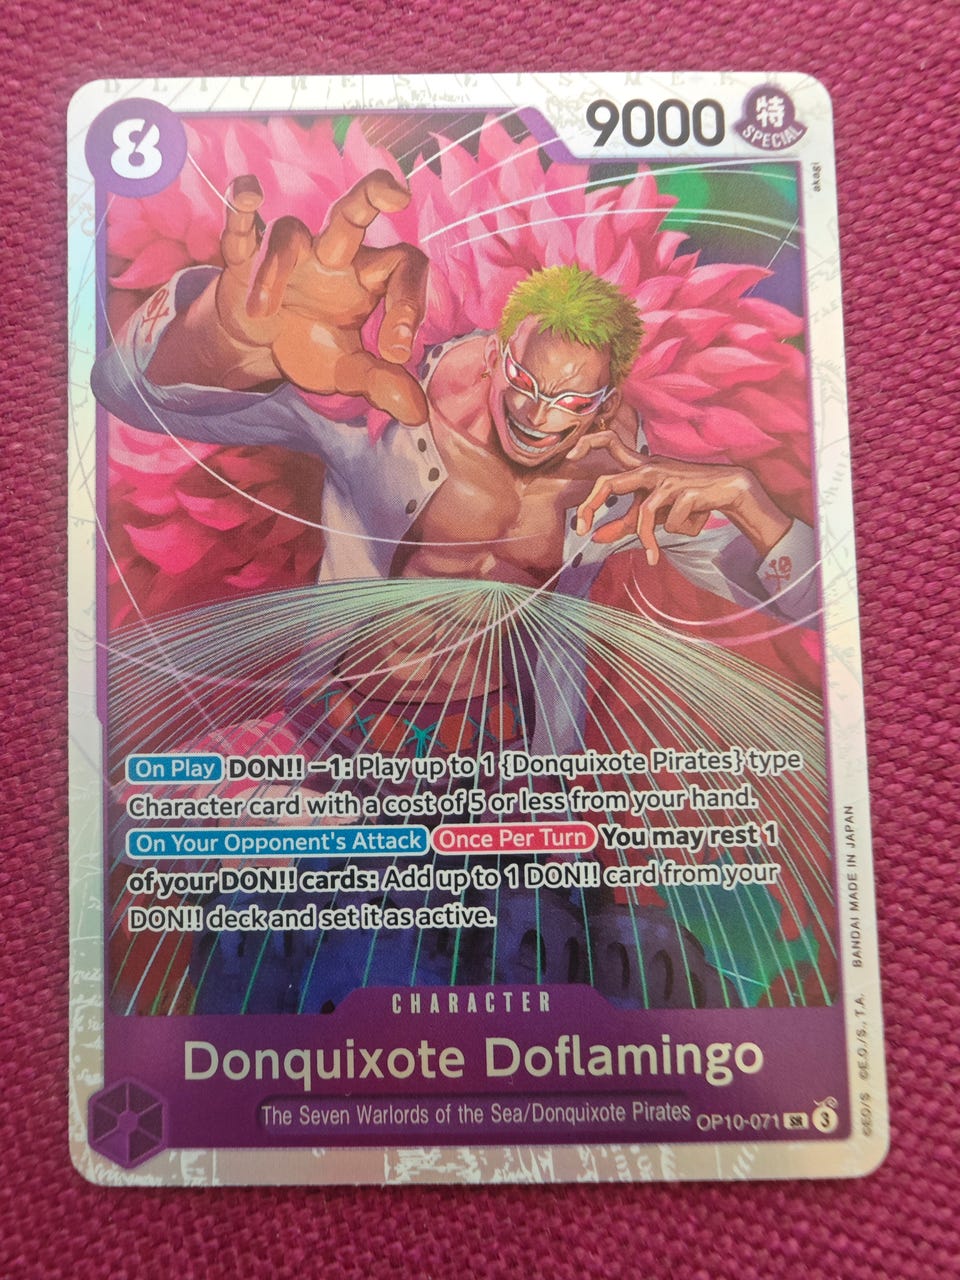 8
9000
特
SPECIAL
akagi
On Play DON!! −1: Play up to 1 {Donquixote Pirates} type
Character card with a cost of 5 or less from your hand.
On Your Opponent's Attack Once Per Turn You may rest 1
of your DON!! cards: Add up to 1 DON!! card from your
DON!! deck and set it as active.
CHARACTER
Donquixote Doflamingo
The Seven Warlords of the Sea/Donquixote Pirates
OP10-071 SR 3
©E.O/S ©E.O./S., T.A. BANDAI MADE IN JAPAN